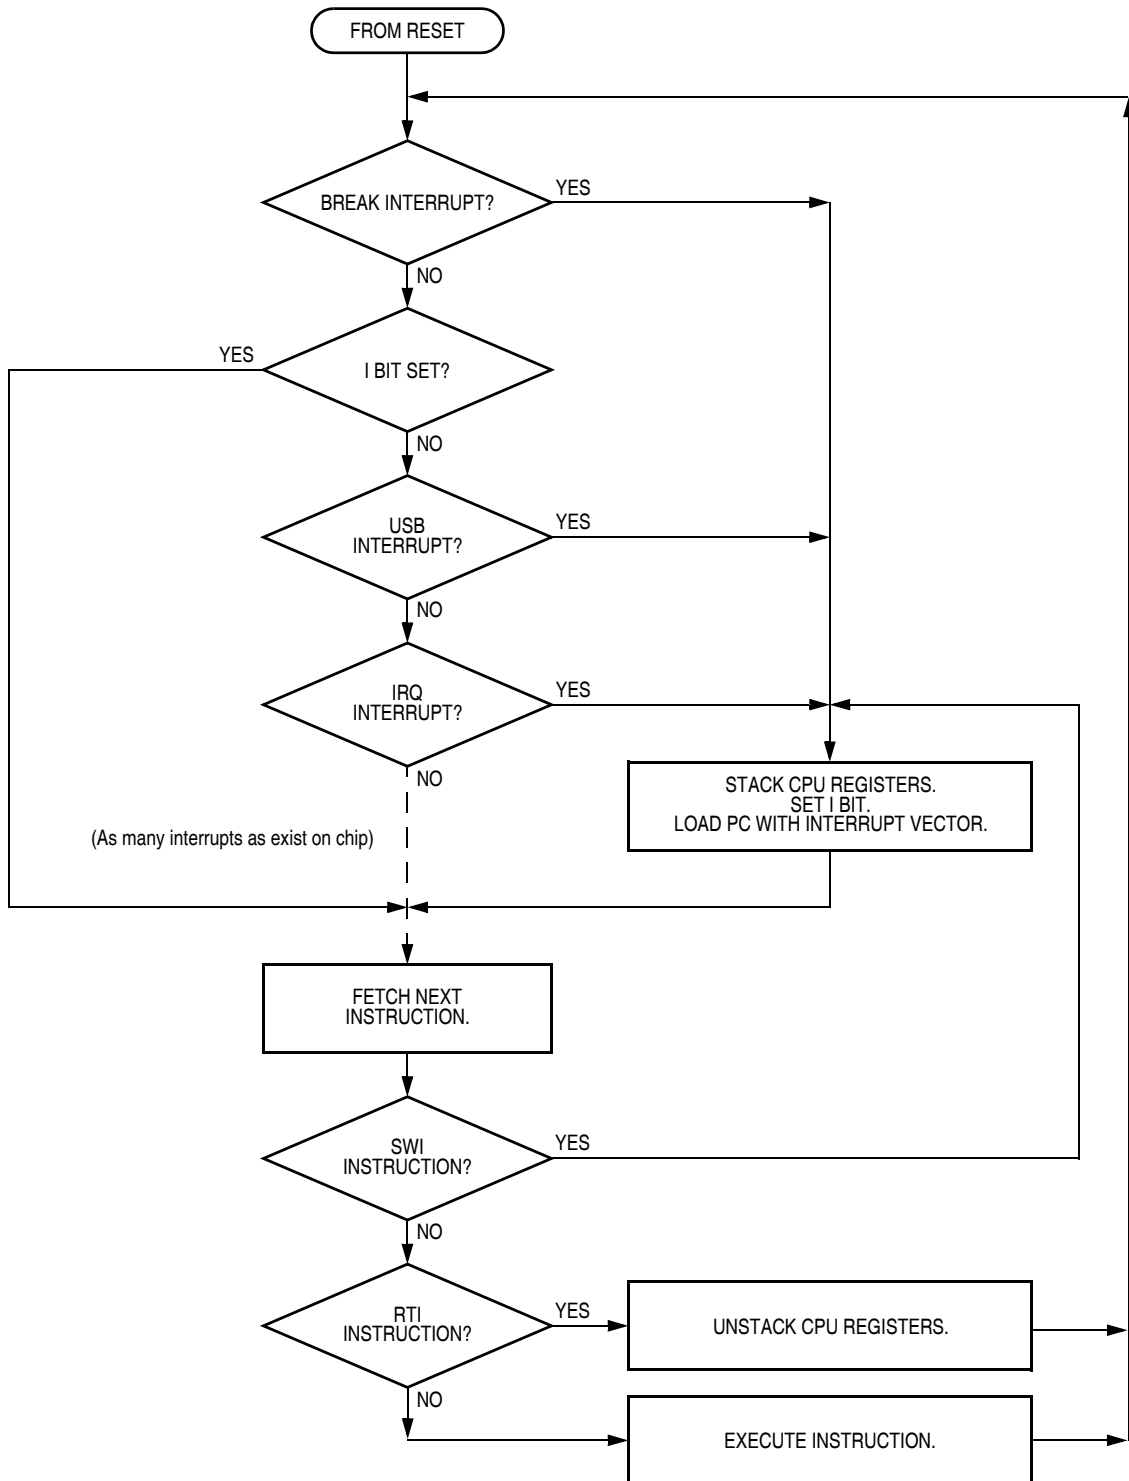 FROM RESET
BREAK INTERRUPT?
YES
NO
YES
I BIT SET?
NO
USB
INTERRUPT?
YES
NO
IRQ
INTERRUPT?
YES
NO
STACK CPU REGISTERS.
SET I BIT.
LOAD PC WITH INTERRUPT VECTOR.
(As many interrupts as exist on chip)
FETCH NEXT
INSTRUCTION.
SWI
INSTRUCTION?
YES
NO
RTI
INSTRUCTION?
YES
UNSTACK CPU REGISTERS.
NO
EXECUTE INSTRUCTION.